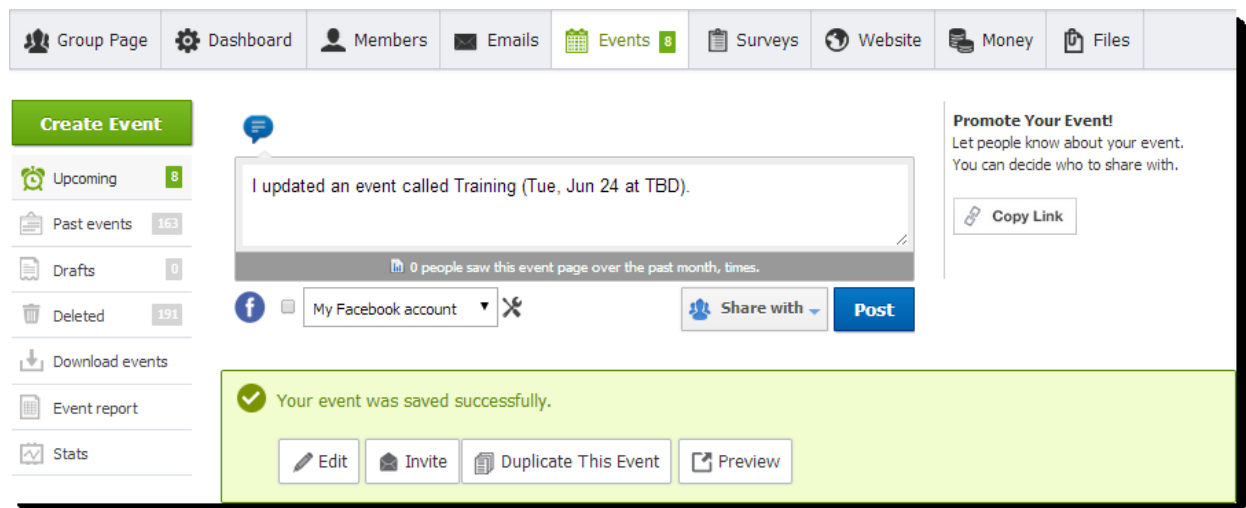 Group Page Dashboard Members Emails Events 8 Surveys Website Money Files
Create Event
Upcoming 8
Past events 163
Drafts 0
Deleted 191
Download events
Event report
Stats
I updated an event called Training (Tue, Jun 24 at TBD).
0 people saw this event page over the past month, times.
f My Facebook account Share with Post
Promote Your Event!
Let people know about your event.
You can decide who to share with.
Copy Link
Your event was saved successfully.
Edit Invite Duplicate This Event Preview